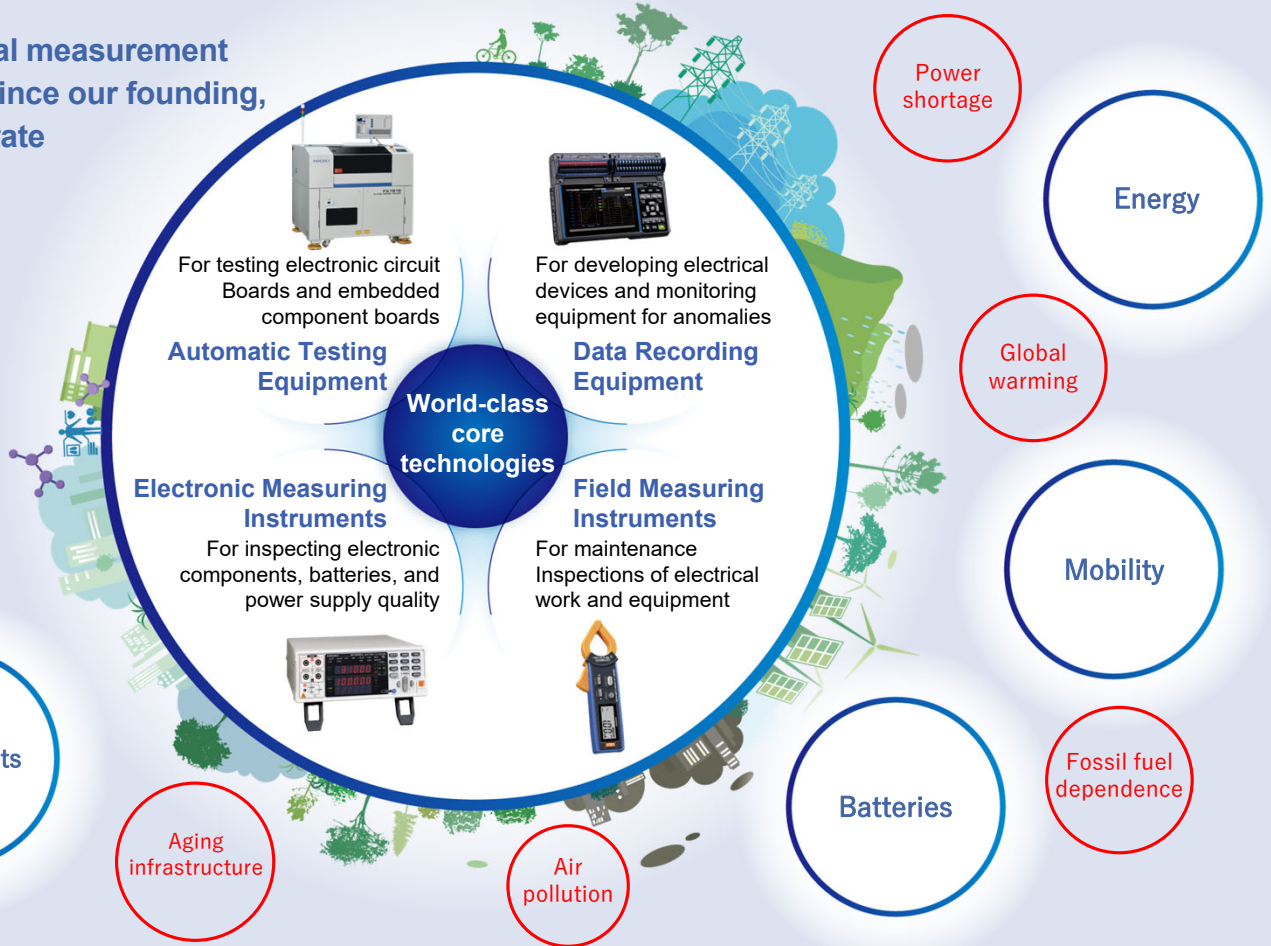 al measurement
ince our founding,
rate
Power
shortage
Energy
For testing electronic circuit
Boards and embedded
component boards
Automatic Testing
Equipment
For developing electrical
devices and monitoring
equipment for anomalies
Data Recording
Equipment
Global
warming
World-class
core
technologies
Electronic Measuring
Instruments
For inspecting electronic
components, batteries, and
power supply quality
Field Measuring
Instruments
For maintenance
Inspections of electrical
work and equipment
Mobility
ts
Batteries
Fossil fuel
dependence
Aging
infrastructure
Air
pollution